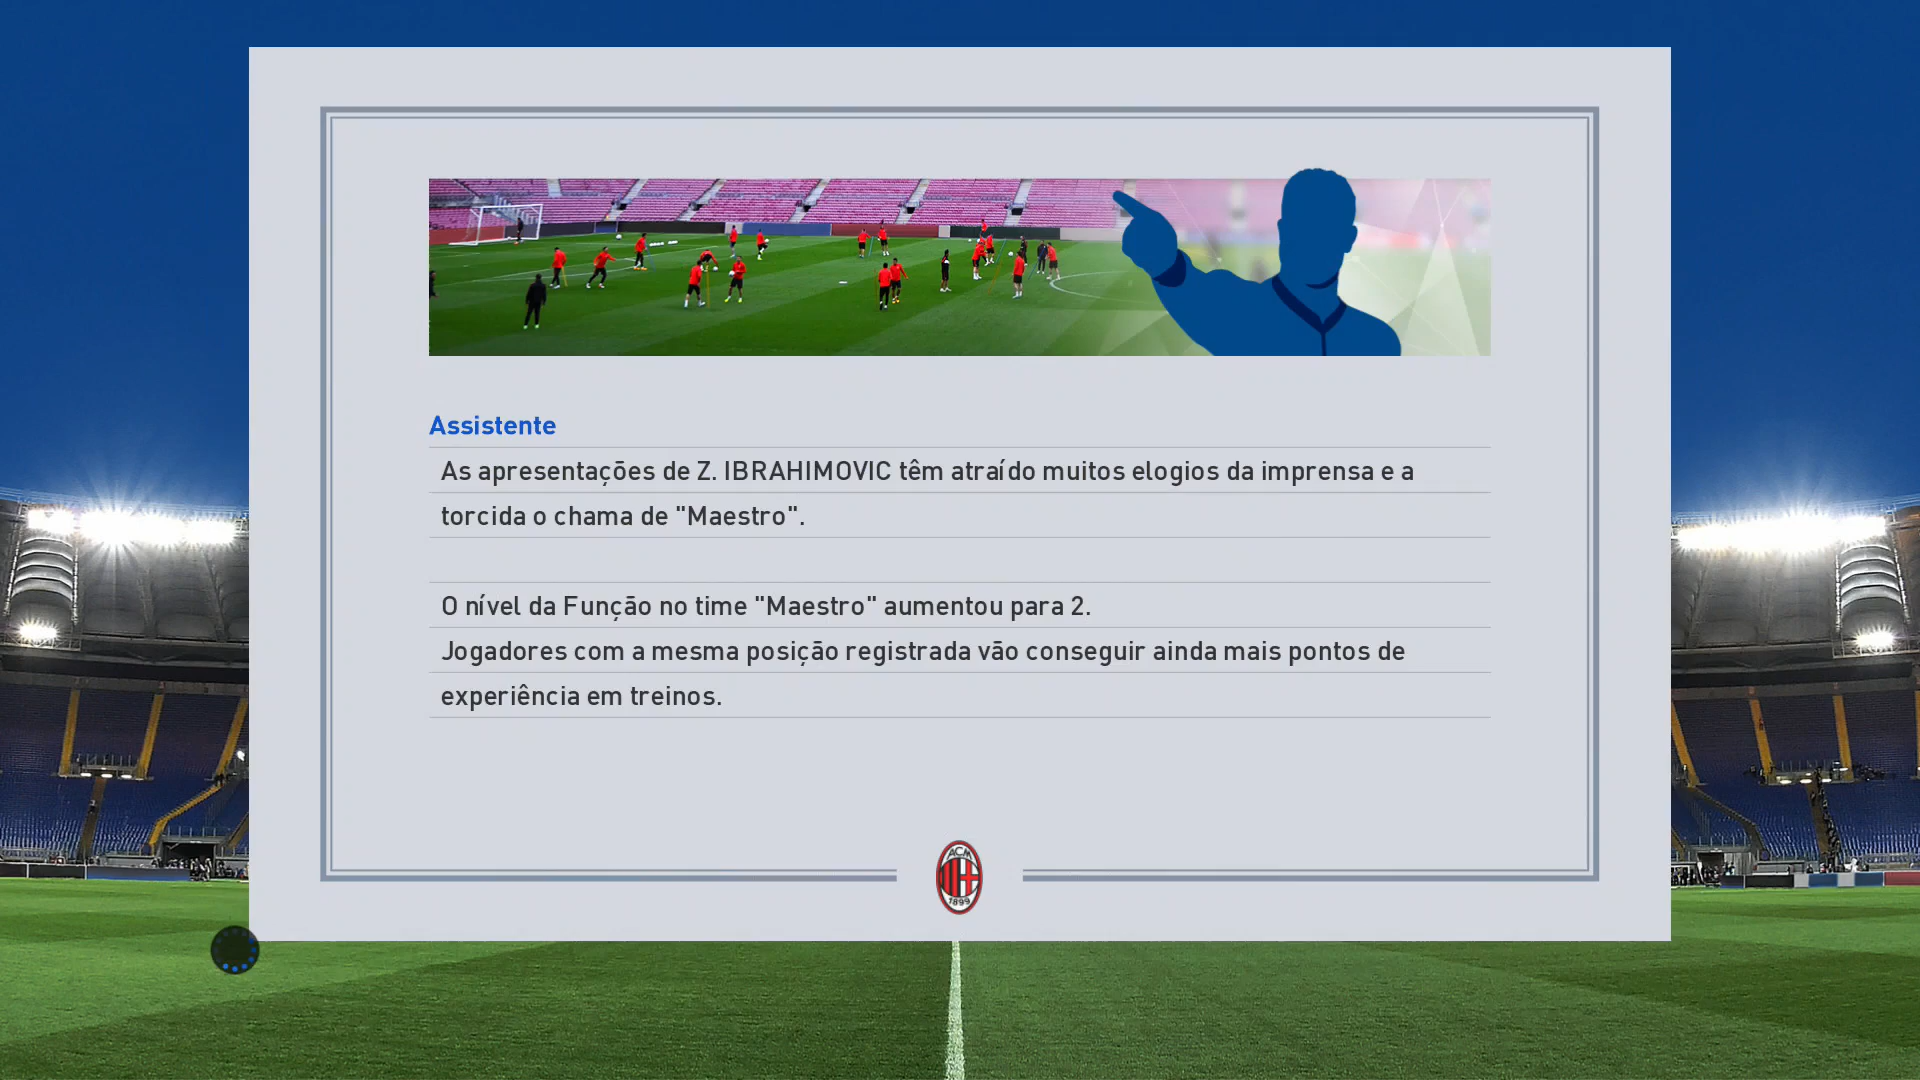 Assistente
As apresentações de Z. IBRAHIMOVIC têm atraído muitos elogios da imprensa e a
torcida o chama de "Maestro".
O nível da Função no time "Maestro" aumentou para 2.
Jogadores com a mesma posição registrada vão conseguir ainda mais pontos de
experiência em treinos.
ACM
1899